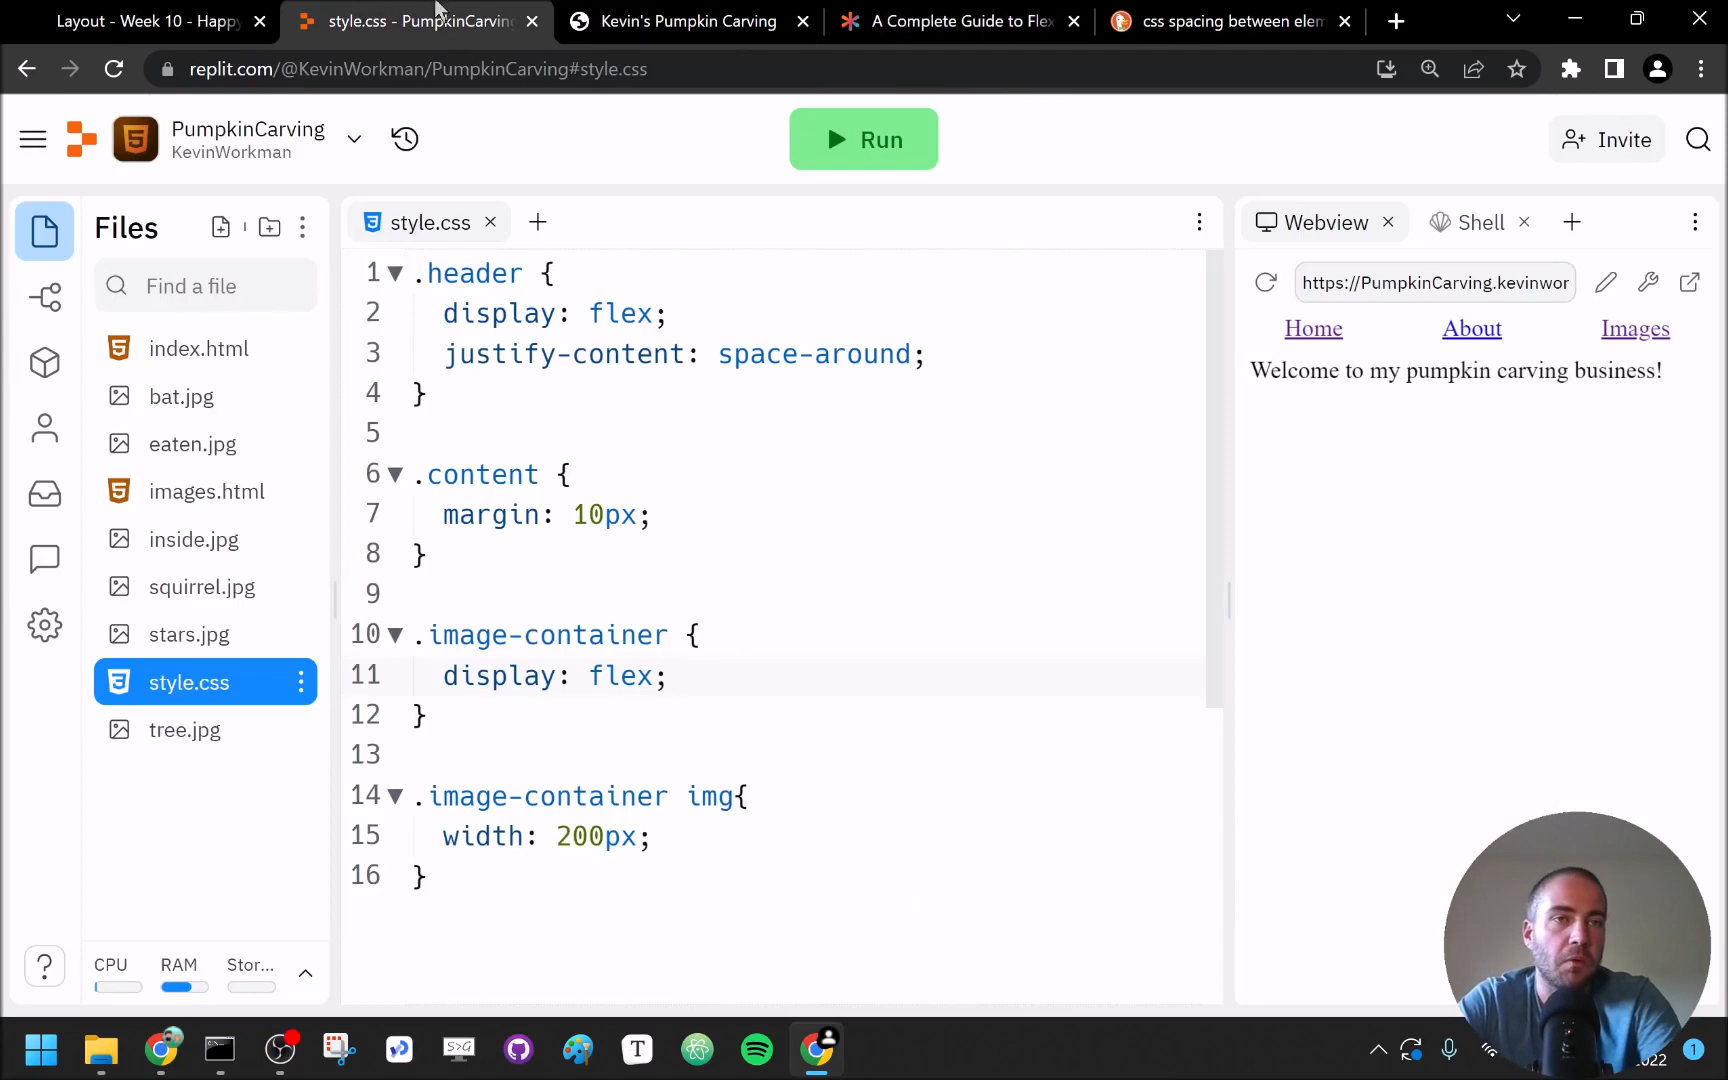 Layout - Week 10 - Happy
style.css - PumpkinCarving
Kevin's Pumpkin Carving
A Complete Guide to Flex
css spacing between elem
replit.com/@KevinWorkman/PumpkinCarving#style.css
PumpkinCarving
KevinWorkman
Run
Invite
Files
Find a file
index.html
bat.jpg
eaten.jpg
images.html
inside.jpg
squirrel.jpg
stars.jpg
style.css
tree.jpg
CPU RAM Stor...
style.css
1 .header {
2 display: flex;
3 justify-content: space-around;
4 }
5
6 .content {
7 margin: 10px;
8 }
9
10 .image-container {
11 display: flex;
12 }
13
14 .image-container img{
15 width: 200px;
16 }
Webview
Shell
https://PumpkinCarving.kevinwor
Home About Images
Welcome to my pumpkin carving business!
S>G
T
2022
1